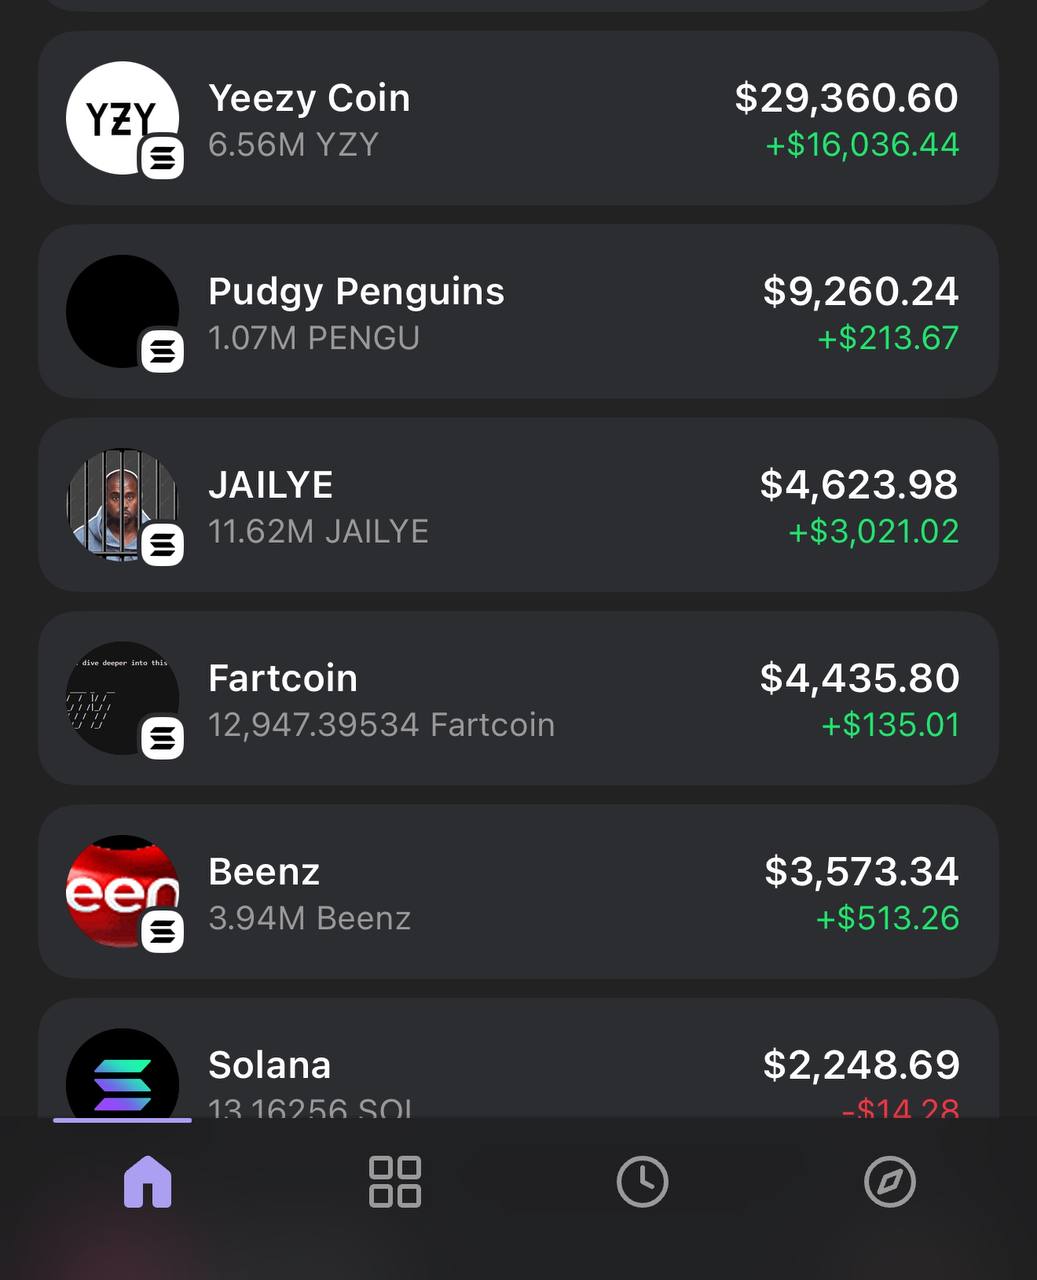 YZY
Yeezy Coin
$29,360.60
6.56M YZY
+$16,036.44
Pudgy Penguins
$9,260.24
1.07M PENGU
+$213.67
JAILYE
$4,623.98
11.62M JAILYE
+$3,021.02
dive deeper into this
Fartcoin
$4,435.80
12,947.39534 Fartcoin
+$135.01
een
Beenz
$3,573.34
3.94M Beenz
+$513.26
Solana
$2,248.69
13.16256 SOL
-$14.28